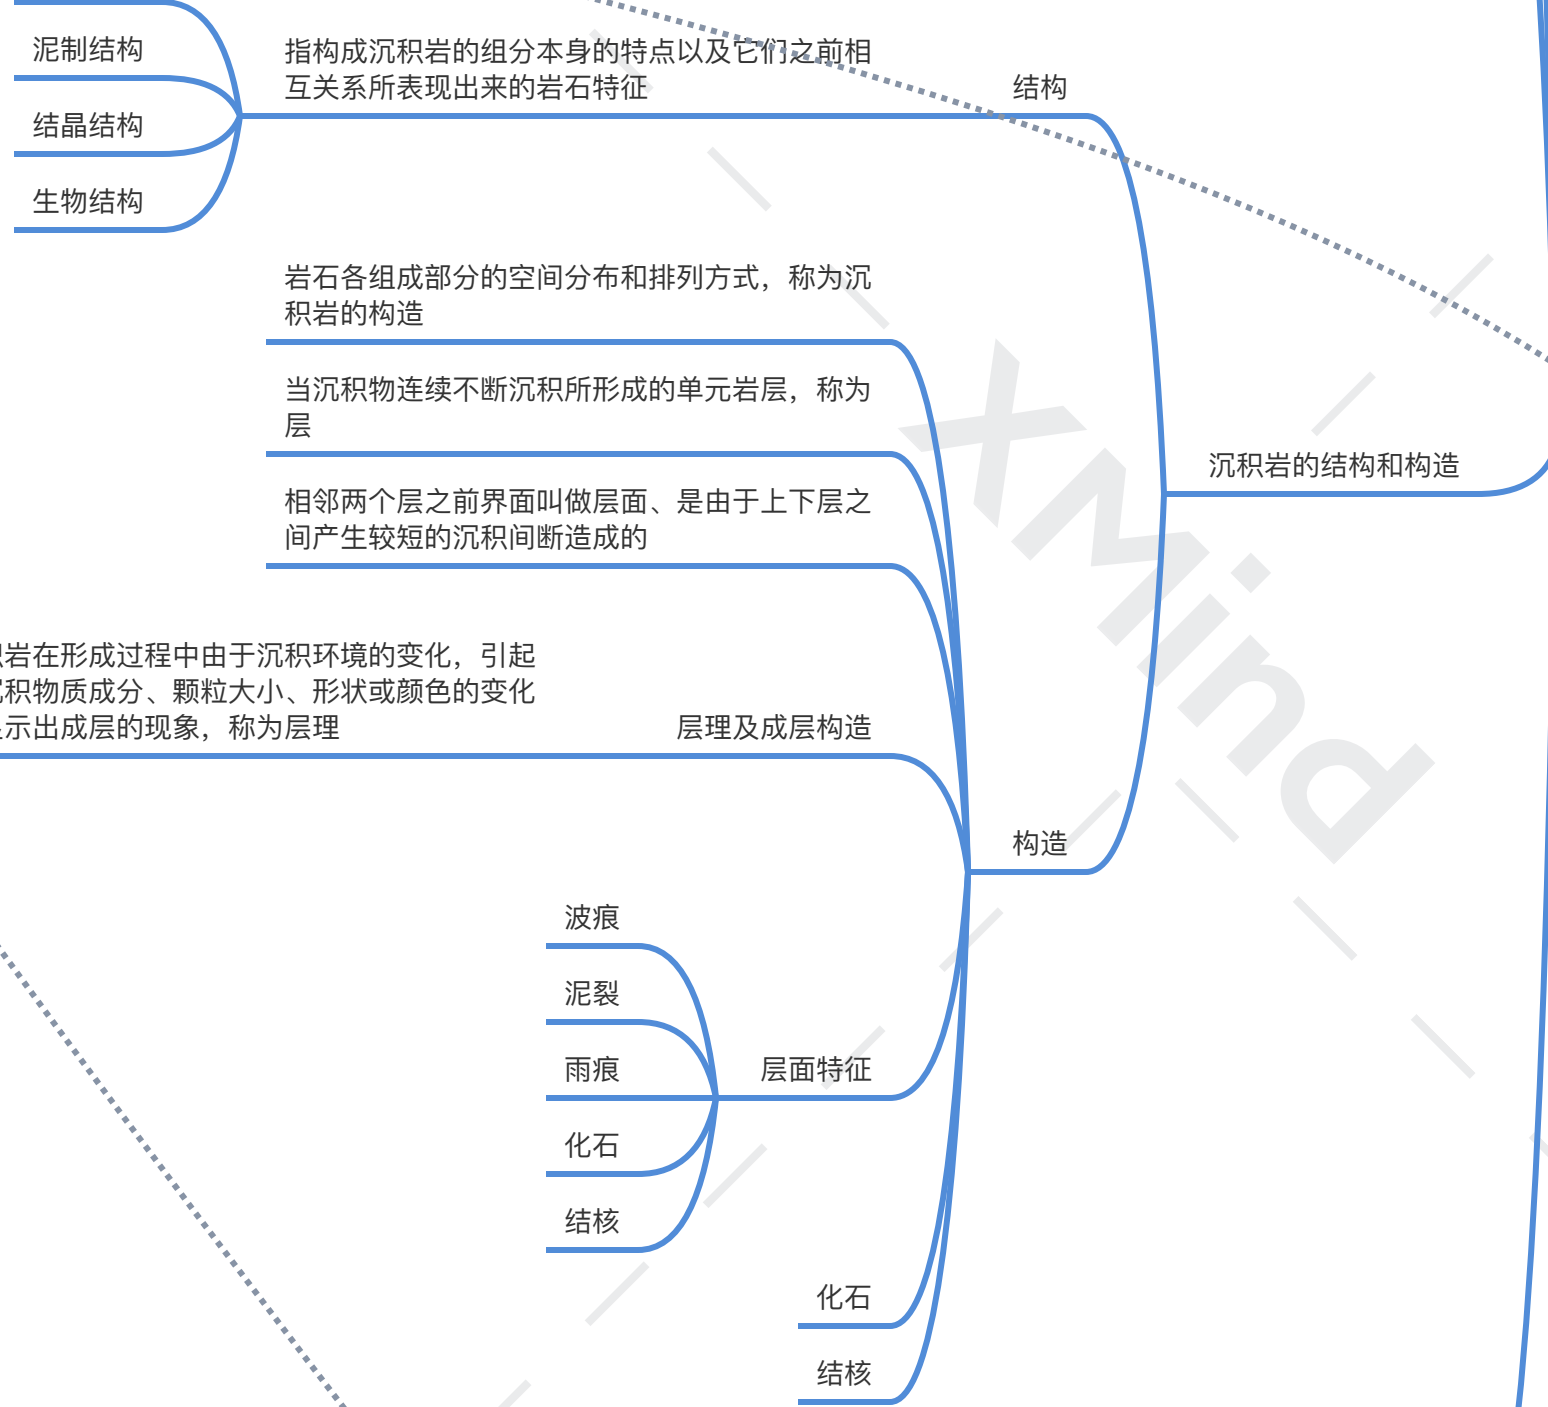 泥制结构
结晶结构
生物结构
指构成沉积岩的组分本身的特点以及它们之前相
互关系所表现出来的岩石特征
结构
岩石各组成部分的空间分布和排列方式，称为沉
积岩的构造
当沉积物连续不断沉积所形成的单元岩层，称为
层
相邻两个层之前界面叫做层面、是由于上下层之
间产生较短的沉积间断造成的
沉积岩的结构和构造
岩在形成过程中由于沉积环境的变化，引起
积物质成分、颗粒大小、形状或颜色的变化
示出成层的现象，称为层理
层理及成层构造
构造
波痕
泥裂
雨痕
化石
结核
层面特征
化石
结核
XMind